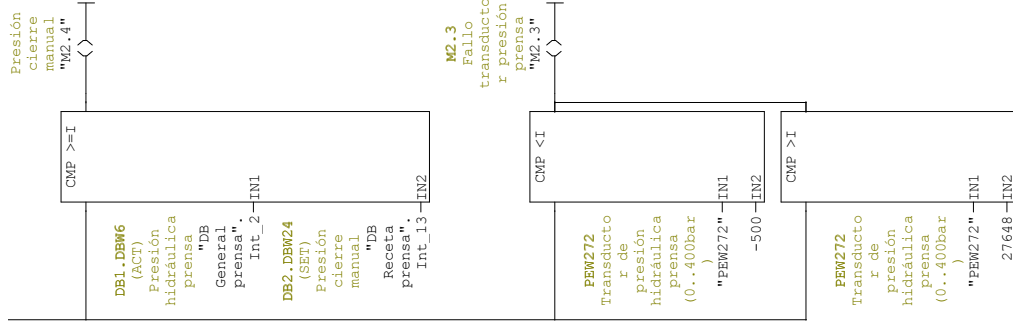 Presión
cierre
manual
"M2.4"
CMP >=I
DB1.DBW6
(ACT)
Presión
hidráulica
prensa
"DB
General
prensa".
Int_2
IN1
DB2.DBW24
(SET)
Presión
cierre
manual
"DB
Receta
prensa".
Int_13
IN2
M2.3
Fallo
transducto
r presión
prensa
"M2.3"
CMP <I
PEW272
Transducto
r de
presión
hidráulica
prensa
(0..400bar
)
"PEW272"
IN1
-500
IN2
CMP >I
PEW272
Transducto
r de
presión
hidráulica
prensa
(0..400bar
)
"PEW272"
IN1
27648
IN2